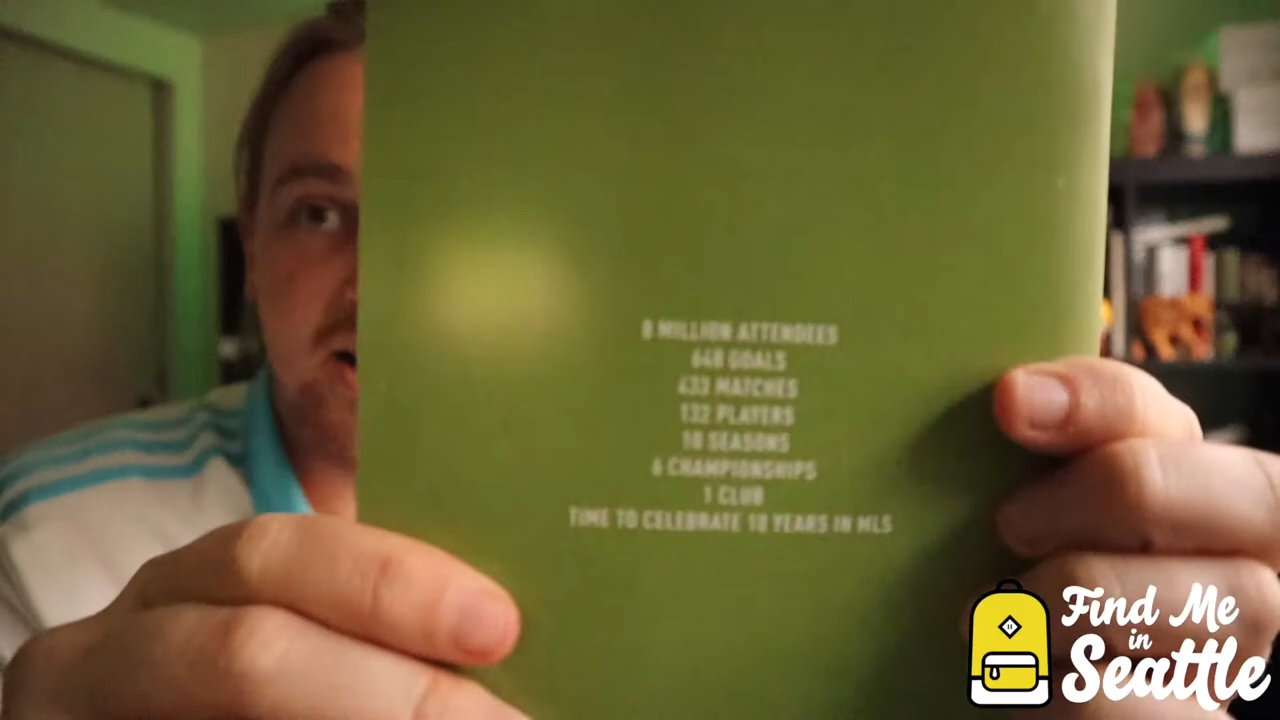 8 MILLION ATTENDEES
648 GOALS
433 MATCHES
132 PLAYERS
10 SEASONS
6 CHAMPIONSHIPS
1 CLUB
TIME TO CELEBRATE 10 YEARS IN MLS
Find Me
in
Seattle